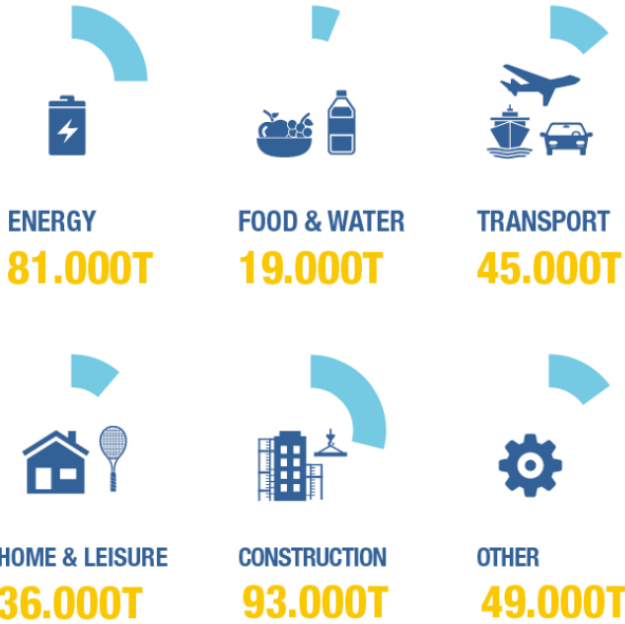 ENERGY
81.000T
FOOD & WATER
19.000T
TRANSPORT
45.000T
HOME & LEISURE
36.000T
CONSTRUCTION
93.000T
OTHER
49.000T